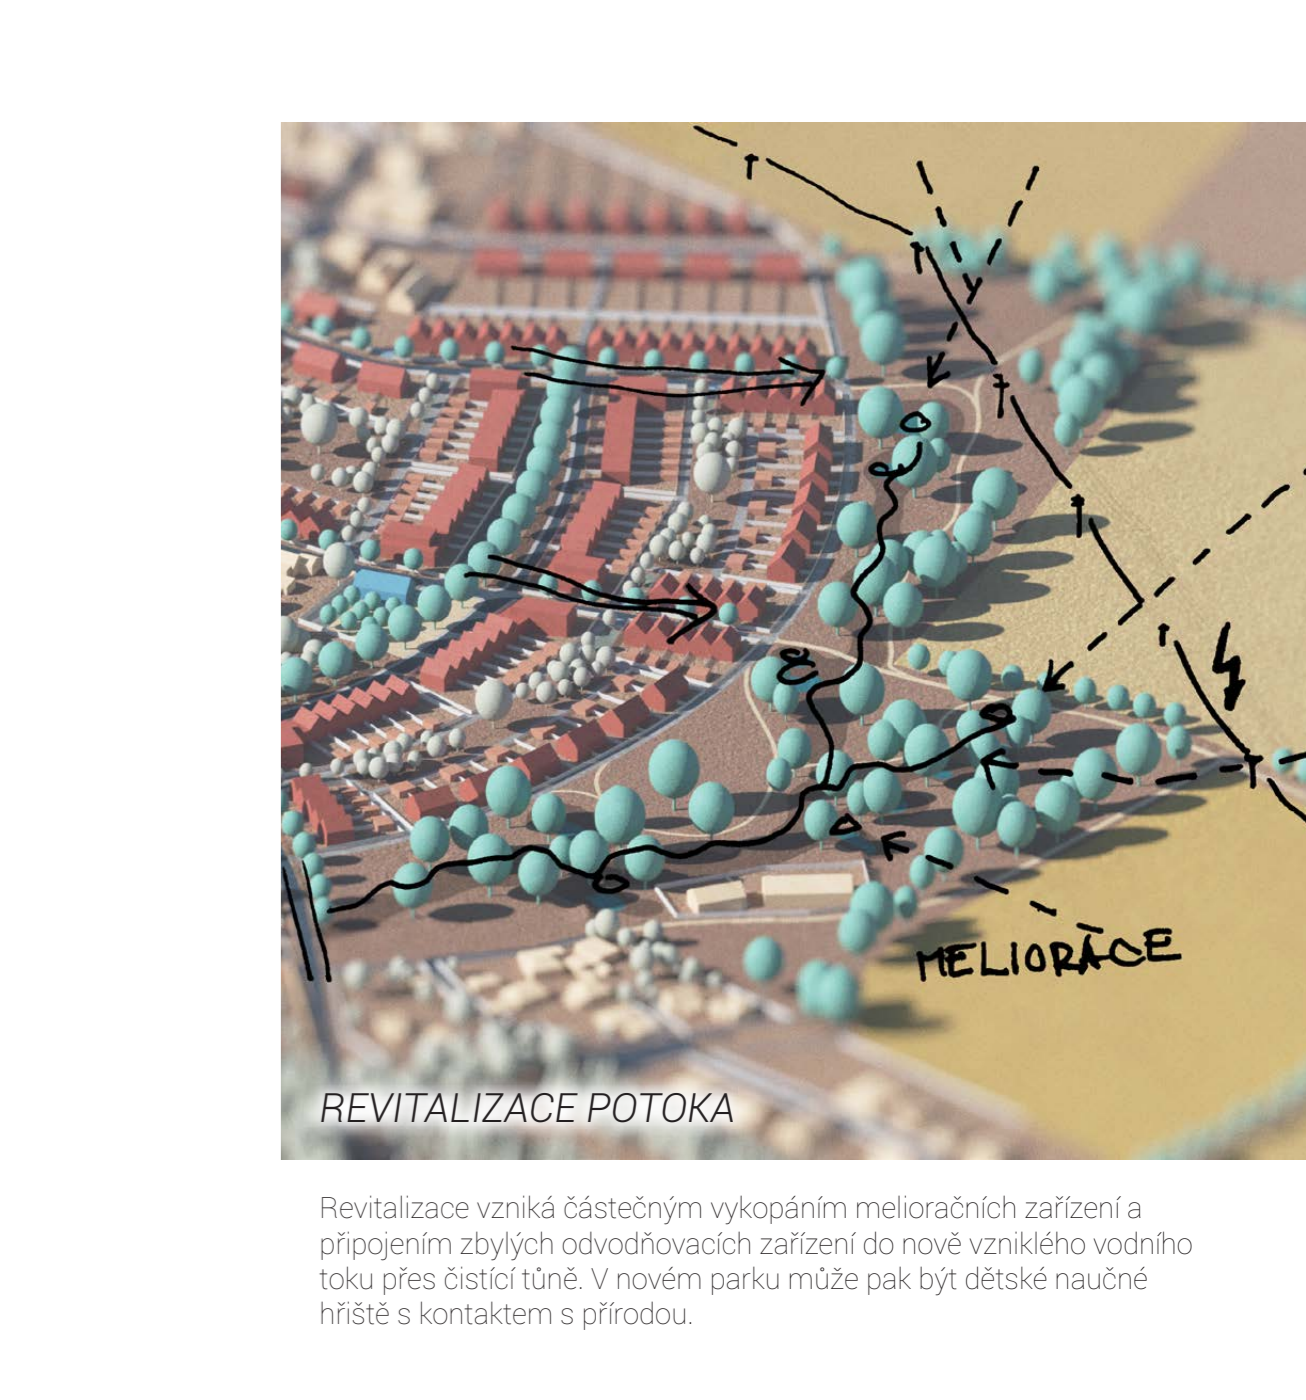 MELIORACE
REVITALIZACE POTOKA
Revitalizace vzniká částečným vykopáním melioračních zařízení a
připojením zbylých odvodňovacích zařízení do nově vzniklého vodního
toku přes čistící tůně. V novém parku může pak být dětské naučné
hřiště s kontaktem s přírodou.